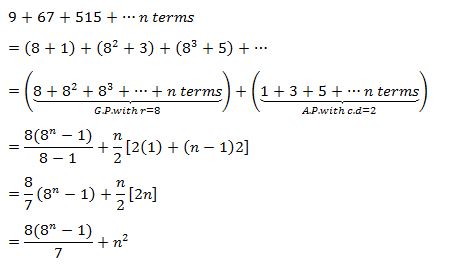 9 + 67 + 515 + ⋯ n terms
= (8 + 1) + (8² + 3) + (8³ + 5) + ⋯
= (8 + 8² + 8³ + ⋯ + n terms) + (1 + 3 + 5 + ⋯ n terms)
G.P.with r=8 A.P.with c.d=2
= 8(8ⁿ − 1)/(8 − 1) + n/2 [2(1) + (n − 1)2]
= 8/7 (8ⁿ − 1) + n/2 [2n]
= 8(8ⁿ − 1)/7 + n²